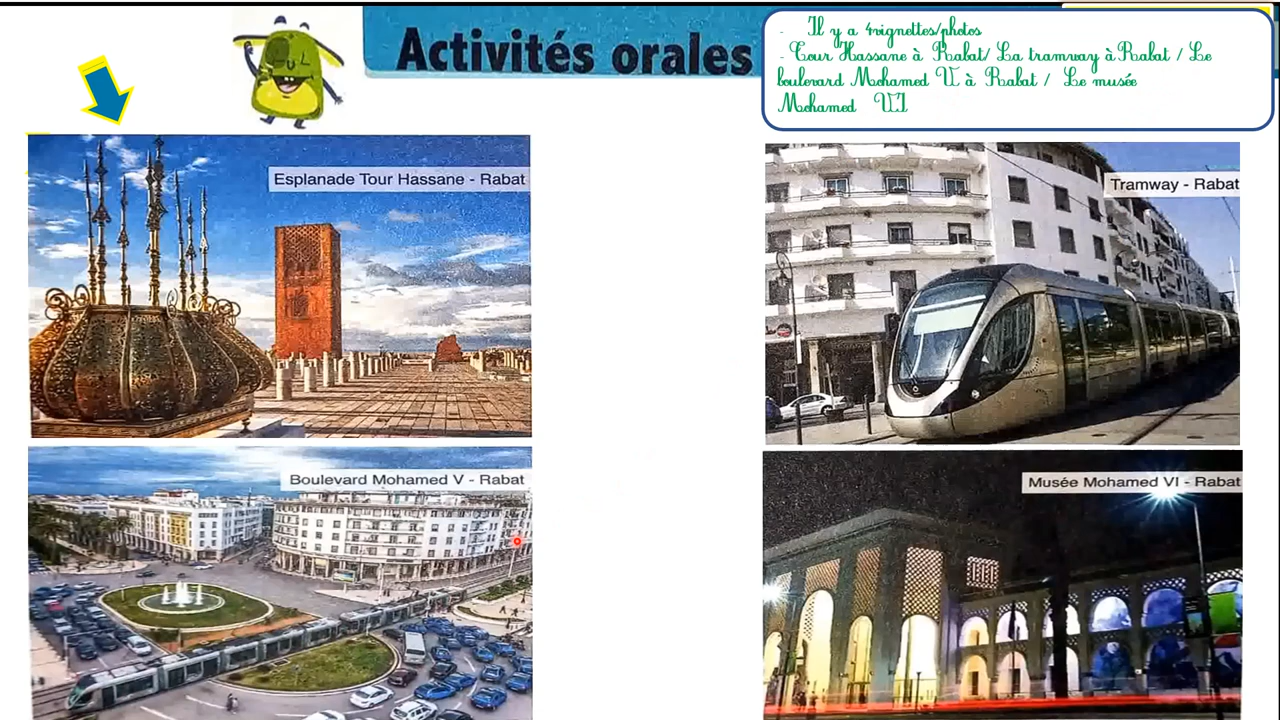 Activités orales
- Il y a 4vignettes/photos
- Tour Hassane à Rabat/ La tramway à Rabat / Le
boulevard Mohamed V à Rabat / Le musée
Mohamed VI
Esplanade Tour Hassane - Rabat
Tramway - Rabat
Boulevard Mohamed V - Rabat
Musée Mohamed VI - Rabat